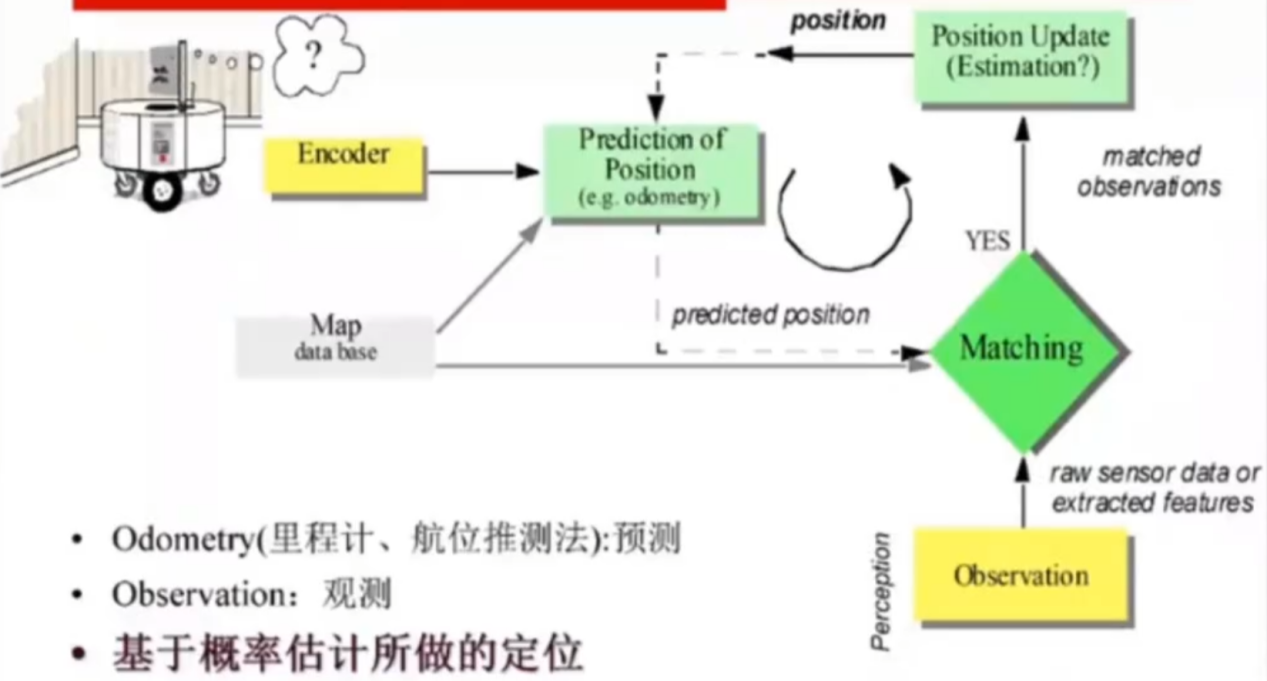 position
Position Update
(Estimation?)
?
Encoder
Prediction of
Position
(e.g. odometry)
matched
observations
YES
predicted position
Map
data base
Matching
raw sensor data or
extracted features
Perception
Observation
• Odometry(里程计、航位推测法):预测
• Observation：观测
• 基于概率估计所做的定位